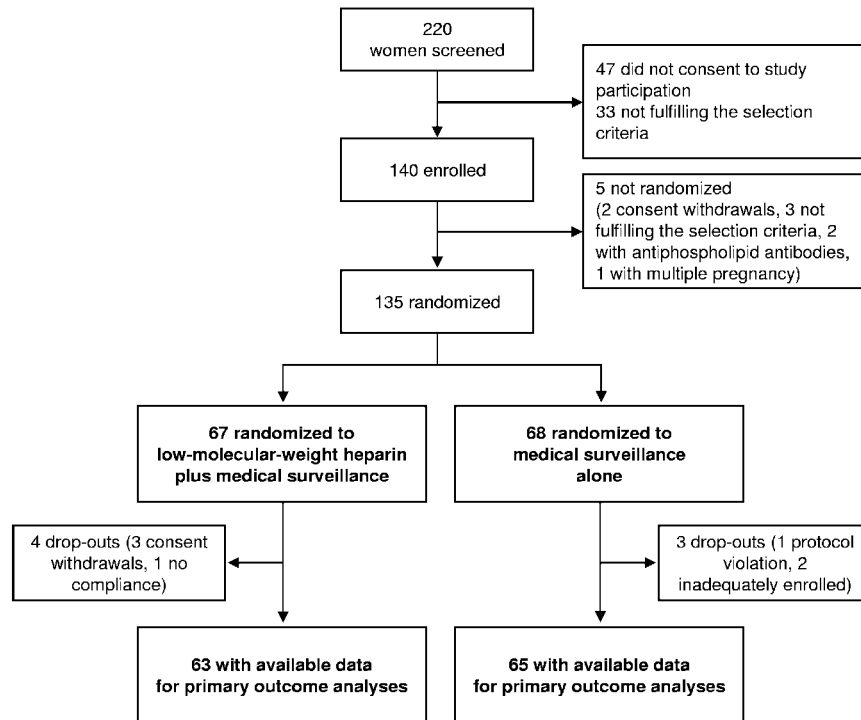 220
women screened
47 did not consent to study
participation
33 not fulfilling the selection
criteria
140 enrolled
5 not randomized
(2 consent withdrawals, 3 not
fulfilling the selection criteria, 2
with antiphospholipid antibodies,
1 with multiple pregnancy)
135 randomized
67 randomized to
low-molecular-weight heparin
plus medical surveillance
68 randomized to
medical surveillance
alone
4 drop-outs (3 consent
withdrawals, 1 no
compliance)
3 drop-outs (1 protocol
violation, 2
inadequately enrolled)
63 with available data
for primary outcome analyses
65 with available data
for primary outcome analyses